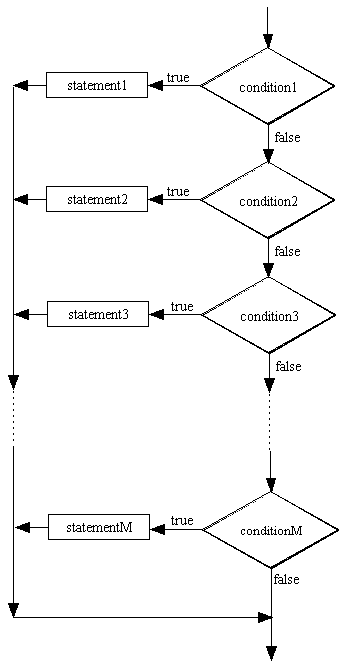 statement1
true
condition1
false
statement2
true
condition2
false
statement3
true
condition3
false
statementM
true
conditionM
false